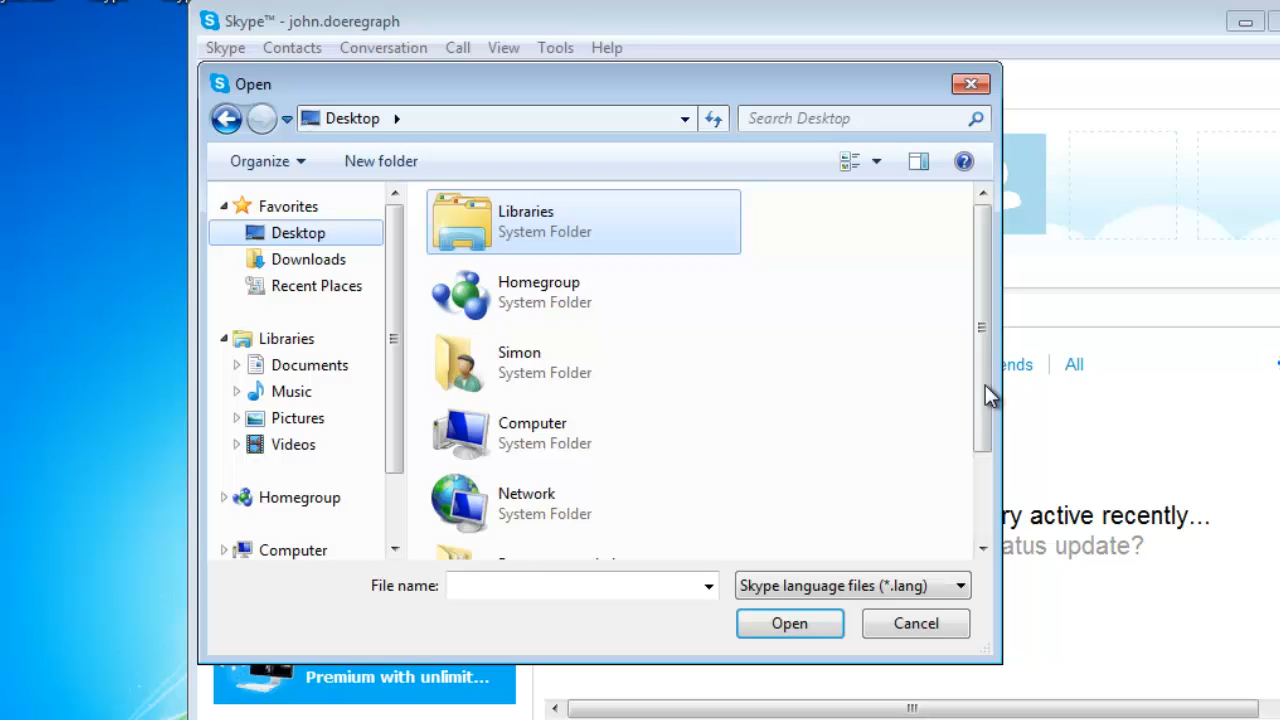 Skype™ - john.doeregraph
Skype Contacts Conversation Call View Tools Help
Open
Desktop
Search Desktop
Organize New folder
Favorites
Desktop
Downloads
Recent Places
Libraries
Documents
Music
Pictures
Videos
Homegroup
Computer
Libraries
System Folder
Homegroup
System Folder
Simon
System Folder
Computer
System Folder
Network
System Folder
File name:
Skype language files (*.lang)
Open Cancel
ends All
ry active recently...
atus update?
Premium with unlimit...